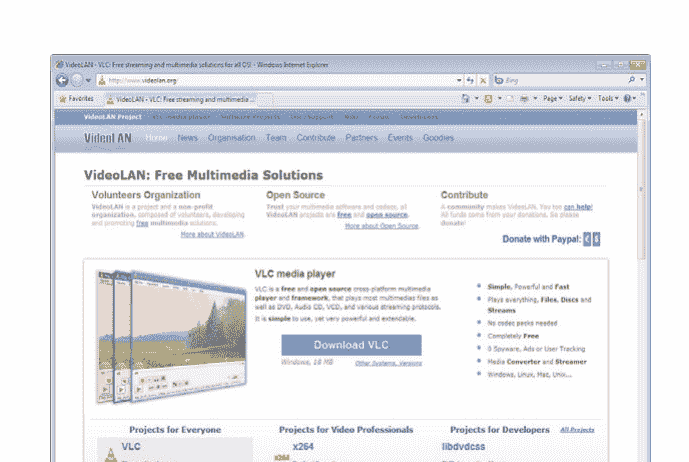 VideoLAN - VLC: Free streaming and multimedia solutions for all OS! - Windows Internet Explorer
http://www.videolan.org/
Bing
Favorites VideoLAN - VLC: Free streaming and multimedia ...
Page Safety Tools
VideoLAN Project
VideoLAN Home News Organisation Team Contribute Partners Events Goodies
VideoLAN: Free Multimedia Solutions
Volunteers Organization
VideoLAN is a project and a non-profit
organization, composed of volunteers, developing
and promoting free multimedia solutions.
More about VideoLAN
Open Source
Trust your multimedia software and codecs, all
VideoLAN projects are free and open source.
More about Open Source
Contribute
A community makes VideoLAN. You too can help!
All funds come from your donations. So please
donate!
Donate with Paypal: € $
VLC media player
VLC is a free and open source cross-platform multimedia
player and framework, that plays most multimedia files as
well as DVD, Audio CD, VCD, and various streaming protocols.
It is simple to use, yet very powerful and extendable.
Download VLC
Windows, 18 MB Other Systems, Versions
Simple, Powerful and Fast
Plays everything, Files, Discs and
Streams
No codec packs needed
Completely Free
0 Spyware, Ads or User Tracking
Media Converter and Streamer
Windows, Linux, Mac, Unix...
Projects for Everyone
VLC
Projects for Video Professionals
x264
Projects for Developers All Projects
libdvdcss